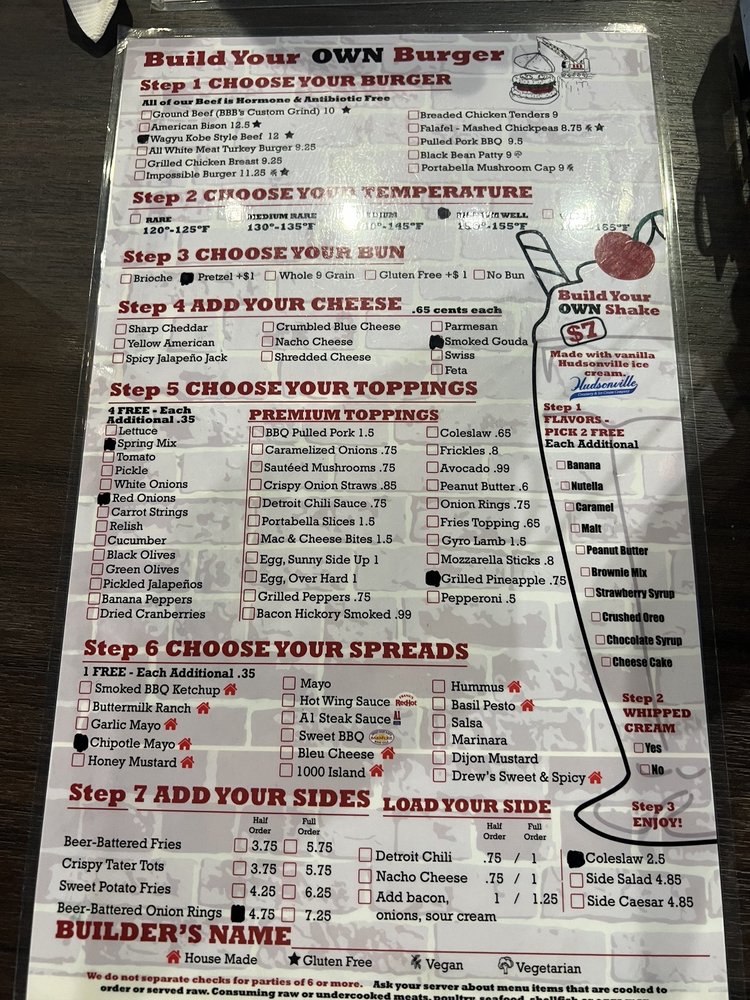 Build Your OWN Burger
Step 1 CHOOSE YOUR BURGER
All of our Beef is Hormone & Antibiotic Free
Ground Beef (BBB's Custom Grind) 10
American Bison 12.5
Wagyu Kobe Style Beef 12
All White Meat Turkey Burger 9.25
Grilled Chicken Breast 9.25
Impossible Burger 11.25
Breaded Chicken Tenders 9
Falafel - Mashed Chickpeas 8.75
Pulled Pork BBQ 9.5
Black Bean Patty 9
Portabella Mushroom Cap 9
Step 2 CHOOSE YOUR TEMPERATURE
RARE
120°-125°F
MEDIUM RARE
130°-135°F
WELL
Step 3 CHOOSE YOUR BUN
Brioche
Pretzel +$1
Whole 9 Grain
Gluten Free +$ 1
No Bun
Step 4 ADD YOUR CHEESE .65 cents each
Sharp Cheddar
Yellow American
Spicy Jalapeño Jack
Crumbled Blue Cheese
Nacho Cheese
Shredded Cheese
Parmesan
Smoked Gouda
Swiss
Feta
Step 5 CHOOSE YOUR TOPPINGS
4 FREE - Each
Additional .35
Lettuce
Spring Mix
Tomato
Pickle
White Onions
Red Onions
Carrot Strings
Relish
Cucumber
Black Olives
Green Olives
Pickled Jalapeños
Banana Peppers
Dried Cranberries
PREMIUM TOPPINGS
BBQ Pulled Pork 1.5
Caramelized Onions .75
Sautéed Mushrooms .75
Crispy Onion Straws .85
Detroit Chili Sauce .75
Portabella Slices 1.5
Mac & Cheese Bites 1.5
Egg, Sunny Side Up 1
Egg, Over Hard 1
Grilled Peppers .75
Bacon Hickory Smoked .99
Coleslaw .65
Frickles .8
Avocado .99
Peanut Butter .6
Onion Rings .75
Fries Topping .65
Gyro Lamb 1.5
Mozzarella Sticks .8
Grilled Pineapple .75
Pepperoni .5
Step 6 CHOOSE YOUR SPREADS
1 FREE - Each Additional .35
Smoked BBQ Ketchup
Buttermilk Ranch
Garlic Mayo
Chipotle Mayo
Honey Mustard
Mayo
Hot Wing Sauce RedHot
A1 Steak Sauce
Sweet BBQ
Bleu Cheese
1000 Island
Hummus
Basil Pesto
Salsa
Marinara
Dijon Mustard
Drew's Sweet & Spicy
Step 7 ADD YOUR SIDES
Half Order Full Order
Beer-Battered Fries 3.75 5.75
Crispy Tater Tots 3.75 5.75
Sweet Potato Fries 4.25 6.25
Beer-Battered Onion Rings 4.75 7.25
LOAD YOUR SIDE
Half Order Full Order
Detroit Chili .75 / 1
Nacho Cheese .75 / 1
Add bacon, 1 / 1.25
onions, sour cream
Coleslaw 2.5
Side Salad 4.85
Side Caesar 4.85
Build Your
OWN Shake
$7
Made with vanilla
Hudsonville ice
cream.
Hudsonville
Creamery & Ice Cream Company
Step 1
FLAVORS -
PICK 2 FREE
Each Additional
Banana
Nutella
Caramel
Malt
Peanut Butter
Brownie Mix
Strawberry Syrup
Crushed Oreo
Chocolate Syrup
Cheese Cake
Step 2
WHIPPED
CREAM
Yes
No
Step 3
ENJOY!
BUILDER'S NAME
House Made Gluten Free Vegan Vegetarian
We do not separate checks for parties of 6 or more. Ask your server about menu items that are cooked to
order or served raw. Consuming raw or undercooked meats, poultry, seafood, shellfish